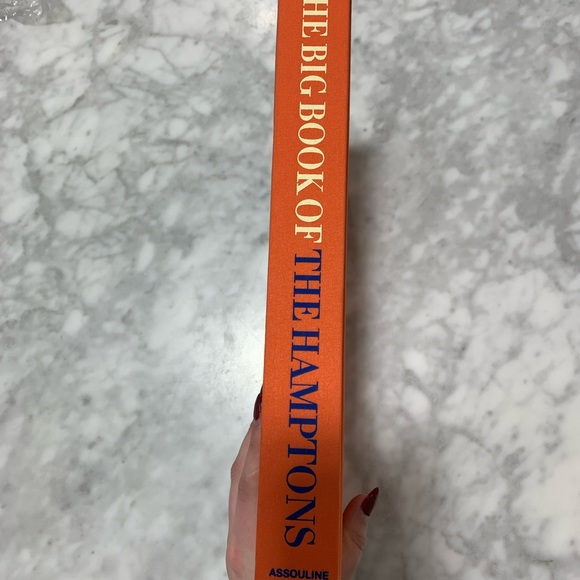 HE BIG BOOK OF THE HAMPTONS
ASSOULINE